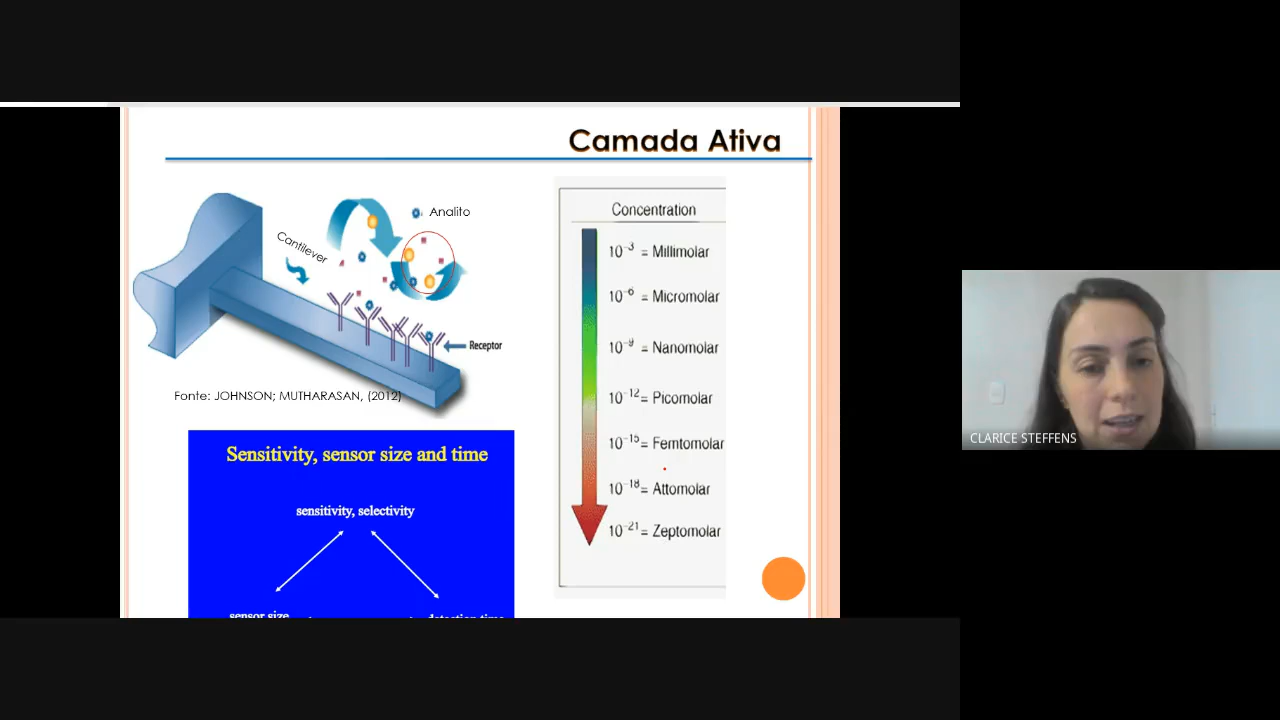 Camada Ativa
Analito
Cantilever
Receptor
Fonte: JOHNSON; MUTHARASAN, (2012)
Concentration
10⁻³ = Millimolar
10⁻⁶ = Micromolar
10⁻⁹ = Nanomolar
10⁻¹² = Picomolar
10⁻¹⁵ = Femtomolar
10⁻¹⁸ = Attomolar
10⁻²¹ = Zeptomolar
Sensitivity, sensor size and time
sensitivity, selectivity
sensor size
detection time
CLARICE STEFFENS